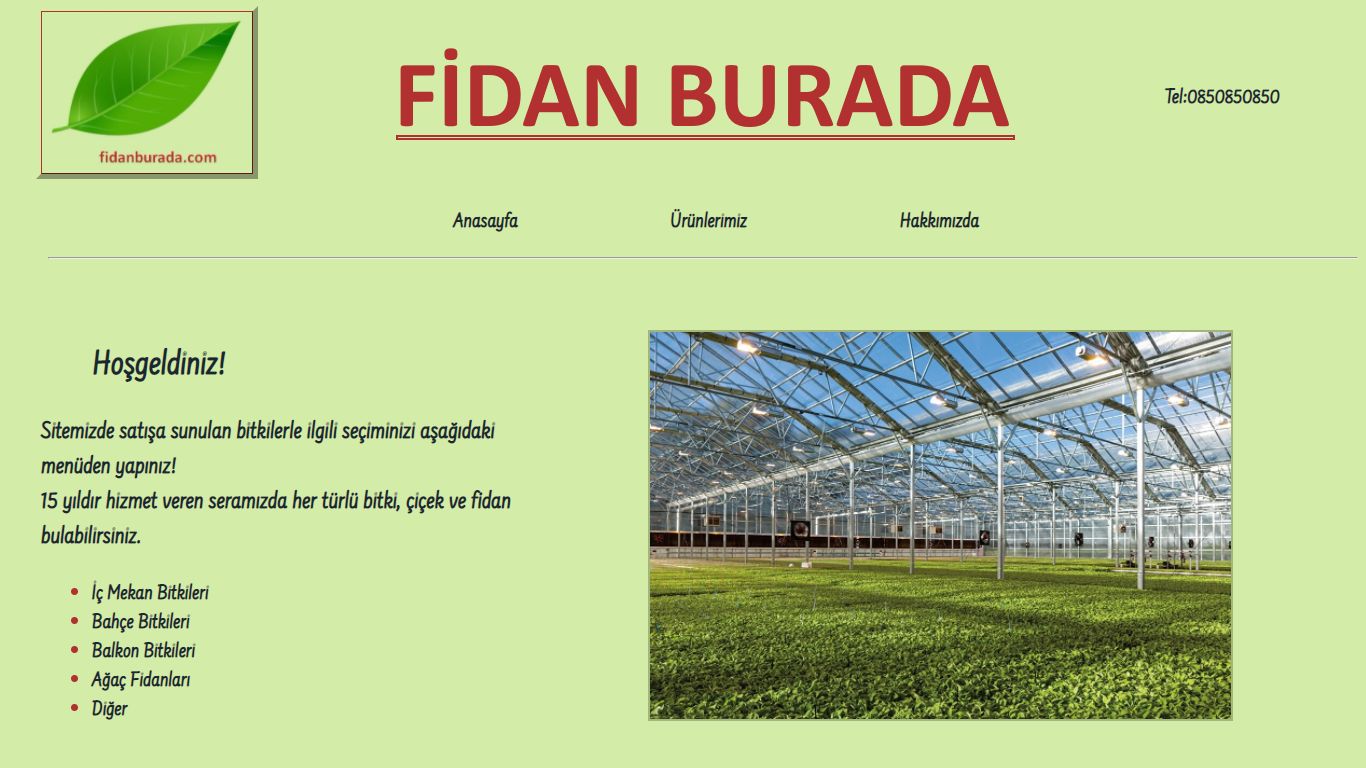 fidanburada.com
FİDAN BURADA
Tel:0850850850
Anasayfa
Ürünlerimiz
Hakkımızda
Hoşgeldiniz!
Sitemizde satışa sunulan bitkilerle ilgili seçiminizi aşağıdaki
menüden yapınız!
15 yıldır hizmet veren seramızda her türlü bitki, çiçek ve fidan
bulabilirsiniz.
İç Mekan Bitkileri
Bahçe Bitkileri
Balkon Bitkileri
Ağaç Fidanları
Diğer